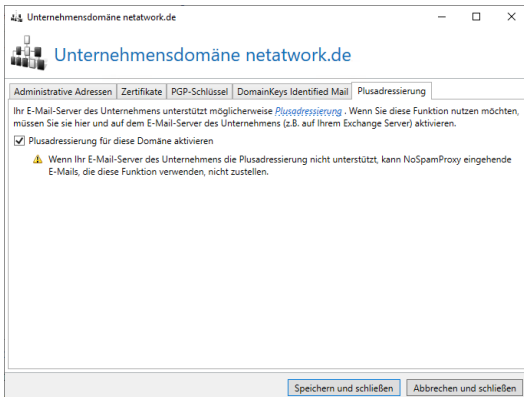 Unternehmensdomäne netatwork.de
Unternehmensdomäne netatwork.de
Administrative Adressen Zertifikate PGP-Schlüssel DomainKeys Identified Mail Plusadressierung
Ihr E-Mail-Server des Unternehmens unterstützt möglicherweise Plusadressierung . Wenn Sie diese Funktion nutzen möchten,
müssen Sie sie hier und auf dem E-Mail-Server des Unternehmens (z.B. auf Ihrem Exchange Server) aktivieren.
Plusadressierung für diese Domäne aktivieren
Wenn Ihr E-Mail-Server des Unternehmens die Plusadressierung nicht unterstützt, kann NoSpamProxy eingehende
E-Mails, die diese Funktion verwenden, nicht zustellen.
Speichern und schließen Abbrechen und schließen